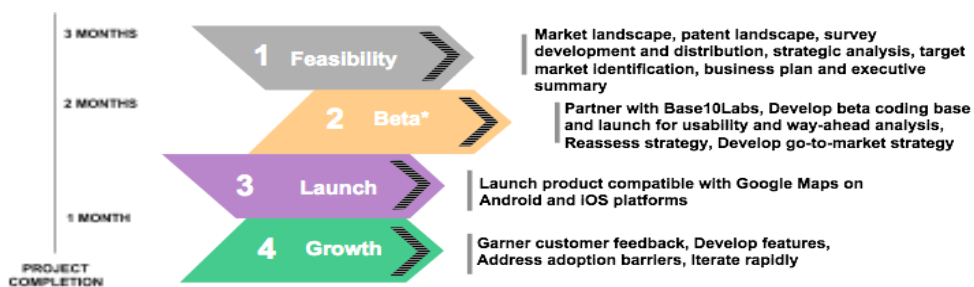 3 MONTHS
1 Feasibility
Market landscape, patent landscape, survey
development and distribution, strategic analysis, target
market identification, business plan and executive
summary
2 MONTHS
2 Beta*
Partner with Base10Labs, Develop beta coding base
and launch for usability and way-ahead analysis,
Reassess strategy, Develop go-to-market strategy
3 Launch
Launch product compatible with Google Maps on
Android and iOS platforms
1 MONTH
4 Growth
Garner customer feedback, Develop features,
Address adoption barriers, Iterate rapidly
PROJECT
COMPLETION